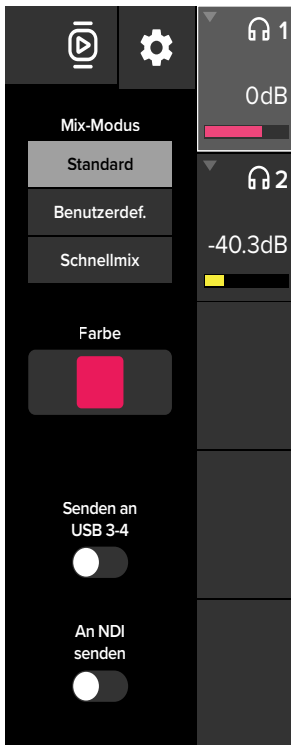 Mix-Modus
Standard
Benutzerdef.
Schnellmix
Farbe
Senden an
USB 3-4
An NDI
senden
1
0dB
2
-40.3dB